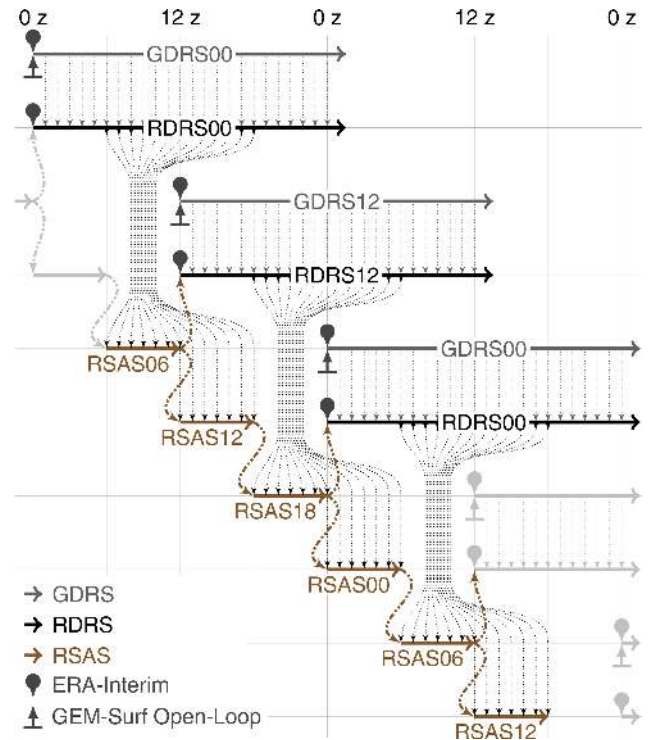 0 z 12 z 0 z 12 z 0 z
GDRS00
RDRS00
GDRS12
RDRS12
GDRS00
RSAS06
RDRS00
RSAS12
RSAS18
RSAS00
RSAS06
RSAS12
GDRS
RDRS
RSAS
ERA-Interim
GEM-Surf Open-Loop